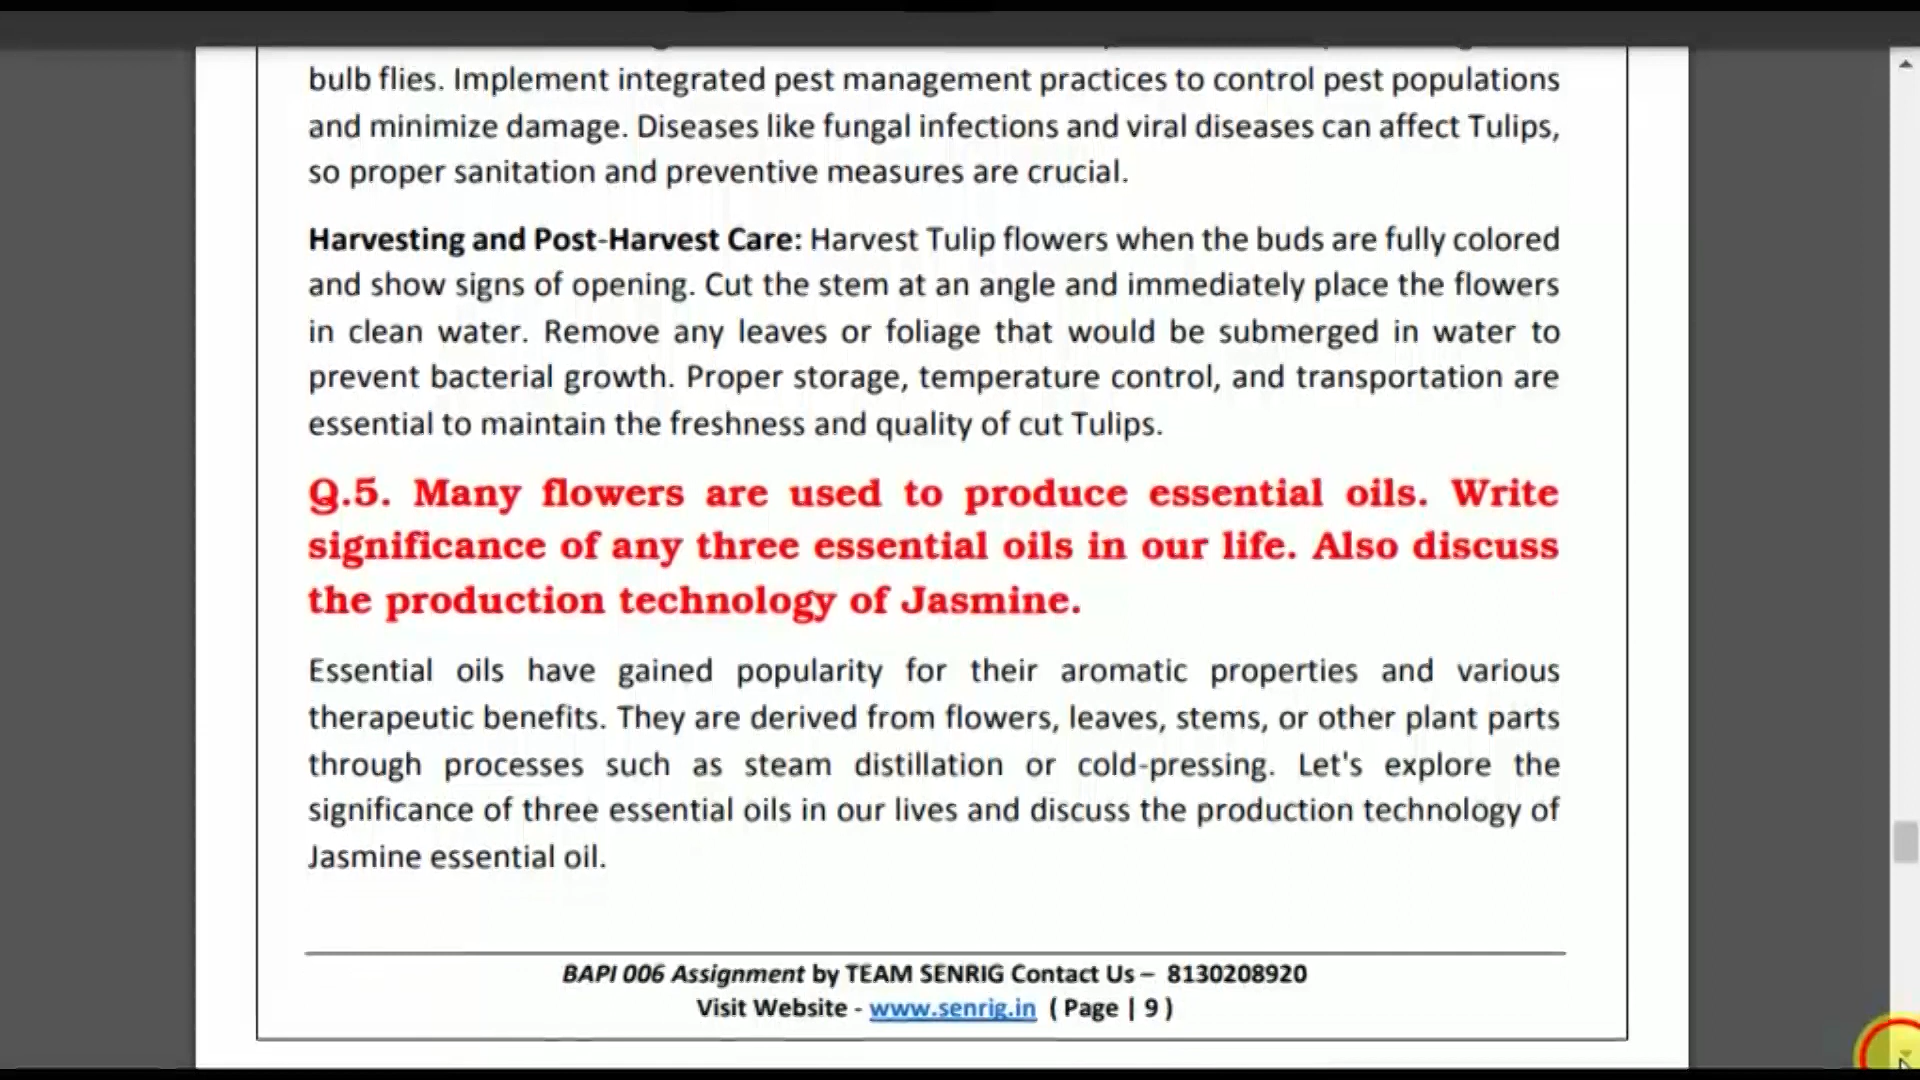 bulb flies. Implement integrated pest management practices to control pest populations
and minimize damage. Diseases like fungal infections and viral diseases can affect Tulips,
so proper sanitation and preventive measures are crucial.
Harvesting and Post-Harvest Care: Harvest Tulip flowers when the buds are fully colored
and show signs of opening. Cut the stem at an angle and immediately place the flowers
in clean water. Remove any leaves or foliage that would be submerged in water to
prevent bacterial growth. Proper storage, temperature control, and transportation are
essential to maintain the freshness and quality of cut Tulips.
Q.5. Many flowers are used to produce essential oils. Write
significance of any three essential oils in our life. Also discuss
the production technology of Jasmine.
Essential oils have gained popularity for their aromatic properties and various
therapeutic benefits. They are derived from flowers, leaves, stems, or other plant parts
through processes such as steam distillation or cold-pressing. Let's explore the
significance of three essential oils in our lives and discuss the production technology of
Jasmine essential oil.
BAPI 006 Assignment by TEAM SENRIG Contact Us – 8130208920
Visit Website - www.senrig.in ( Page | 9 )